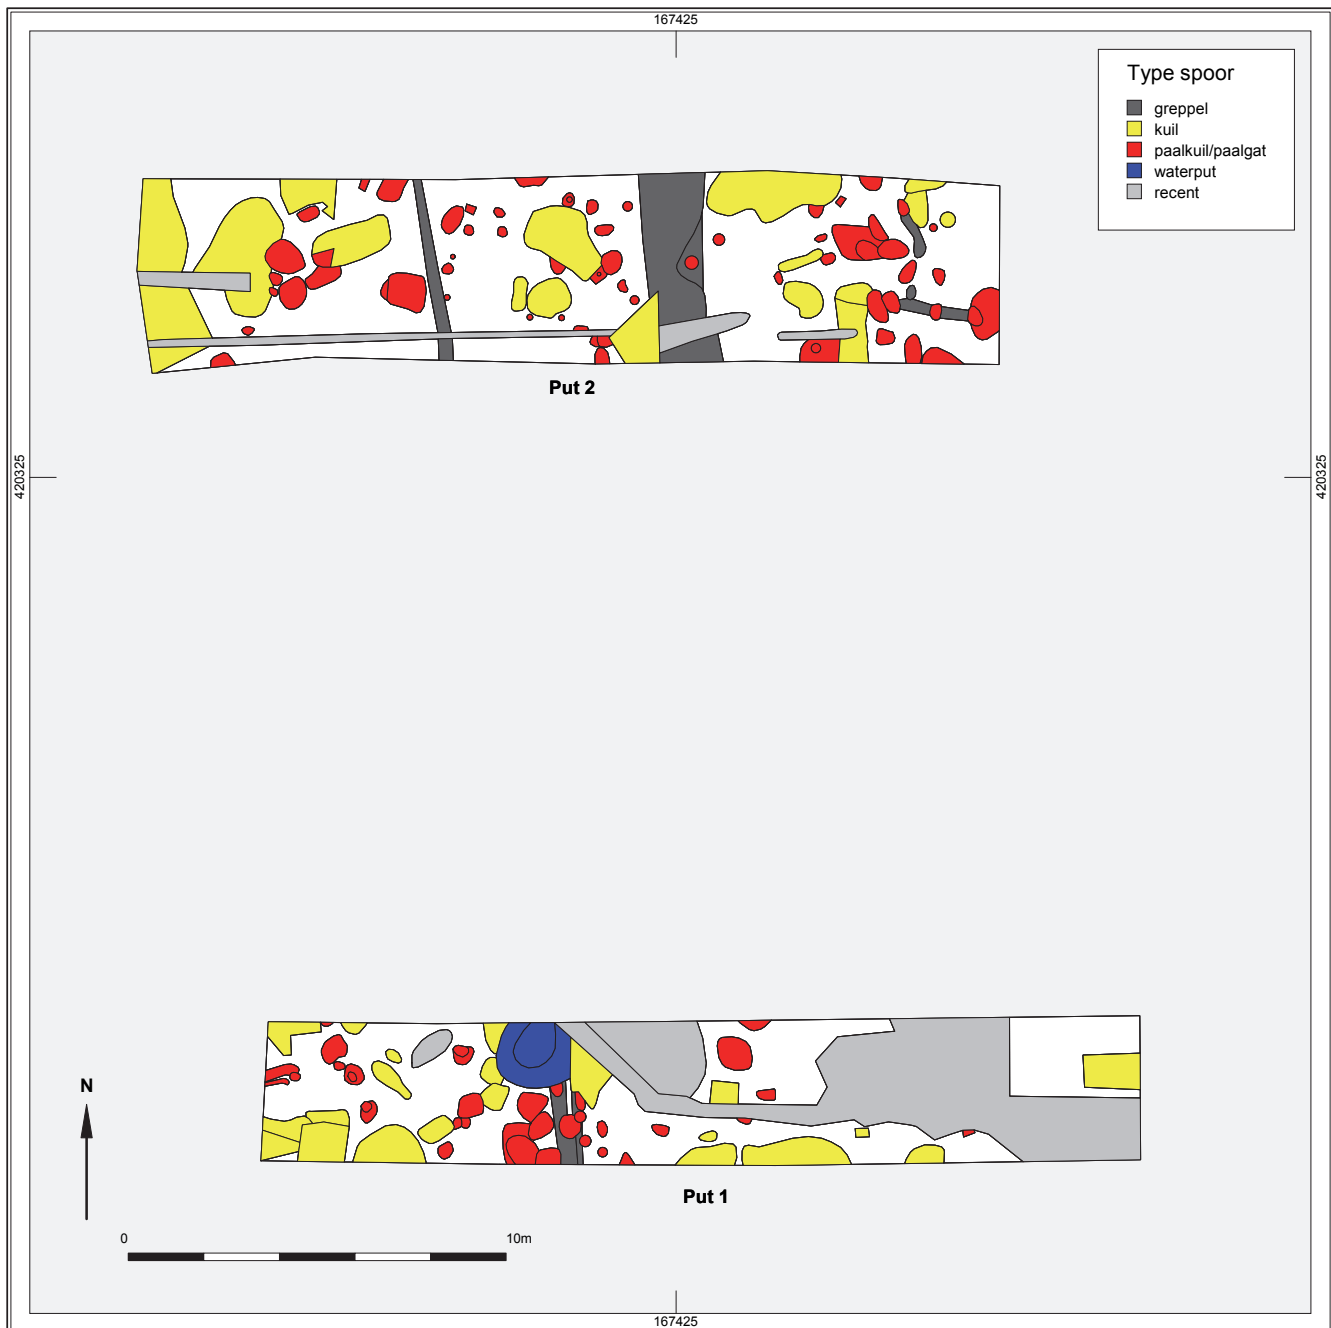 167425
Type spoor
greppel
kuil
paalkuil/paalgat
waterput
recent
Put 2
420325
420325
N
Put 1
0
10m
167425